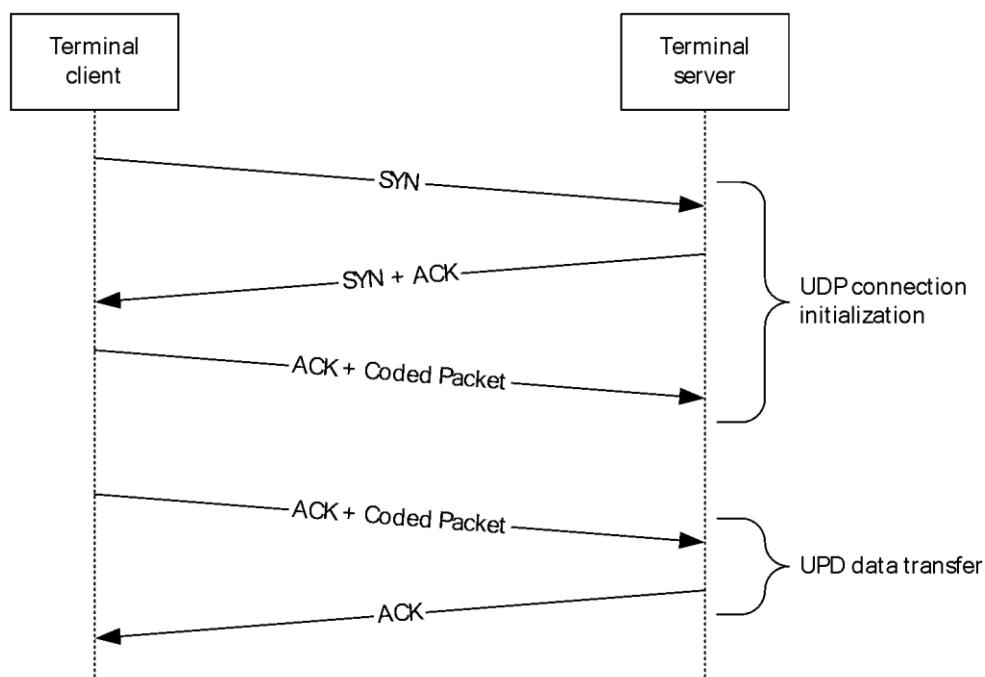 Terminal
client
Terminal
server
SYN
SYN + ACK
UDP connection
initialization
ACK + Coded Packet
ACK + Coded Packet
UPD data transfer
ACK